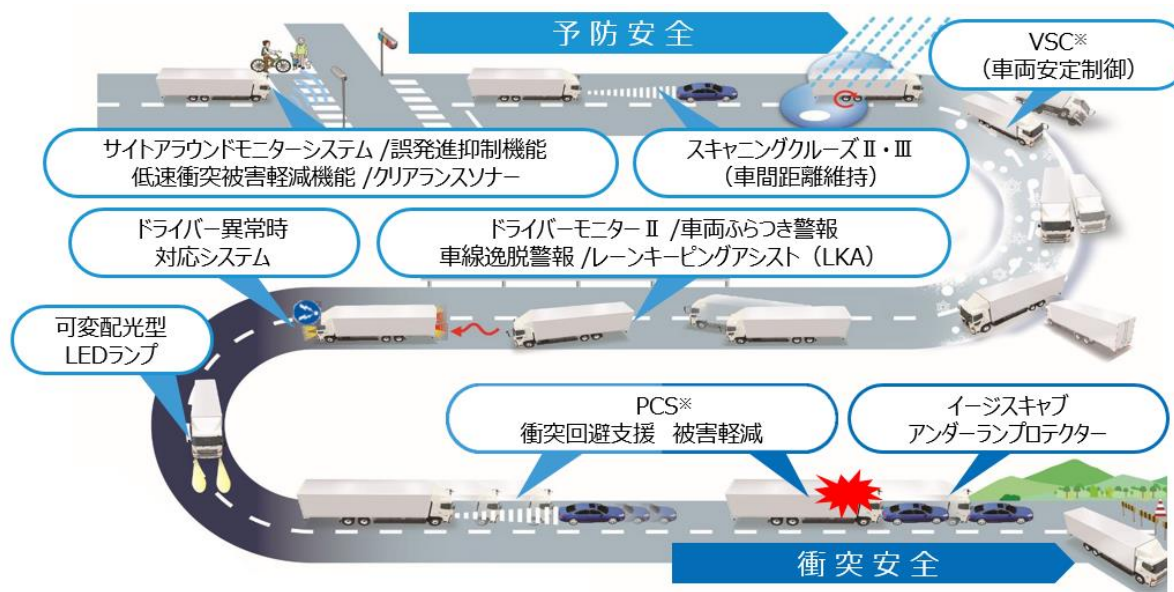 予防安全
VSC※
（車両安定制御）
サイトアラウンドモニターシステム /誤発進抑制機能
低速衝突被害軽減機能 /クリアランスソナー
スキャニングクルーズⅡ・Ⅲ
（車間距離維持）
ドライバー異常時
対応システム
ドライバーモニターⅡ /車両ふらつき警報
車線逸脱警報 /レーンキーピングアシスト（LKA）
可変配光型
LEDランプ
PCS※
衝突回避支援　被害軽減
イージスキャブ
アンダーランプロテクター
衝突安全